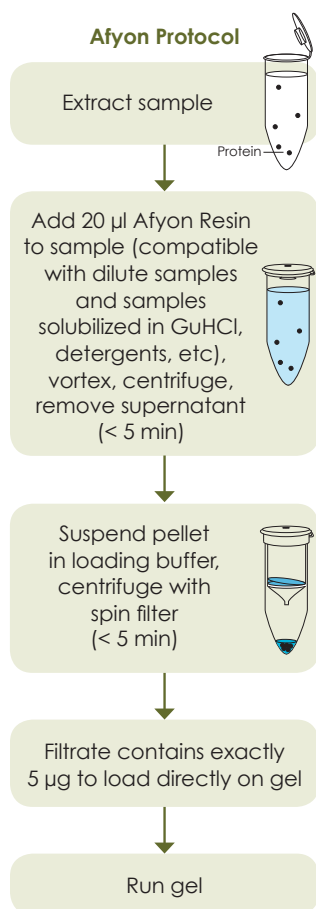 Afyon Protocol
Extract sample
Protein
Add 20 µl Afyon Resin
to sample (compatible
with dilute samples
and samples
solubilized in GuHCl,
detergents, etc),
vortex, centrifuge,
remove supernatant
(< 5 min)
Suspend pellet
in loading buffer,
centrifuge with
spin filter
(< 5 min)
Filtrate contains exactly
5 µg to load directly on gel
Run gel